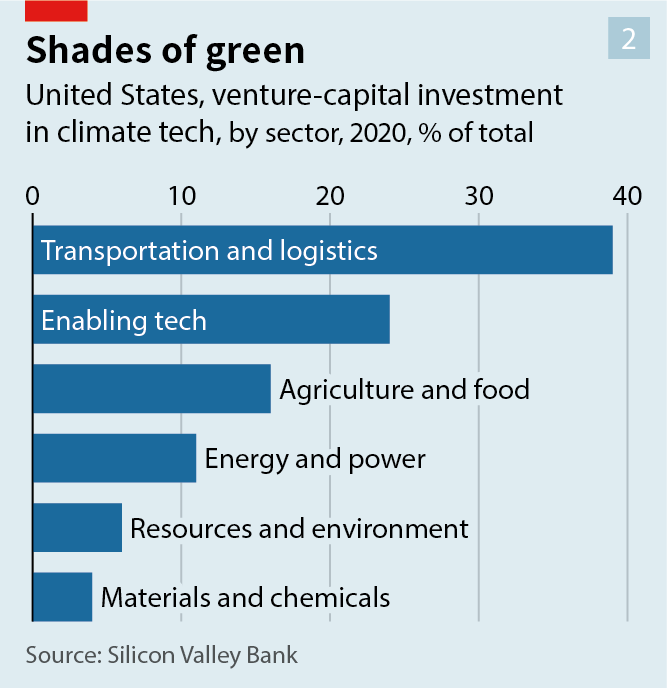 2
Shades of green
United States, venture-capital investment
in climate tech, by sector, 2020, % of total
0 10 20 30 40
Transportation and logistics
Enabling tech
Agriculture and food
Energy and power
Resources and environment
Materials and chemicals
Source: Silicon Valley Bank